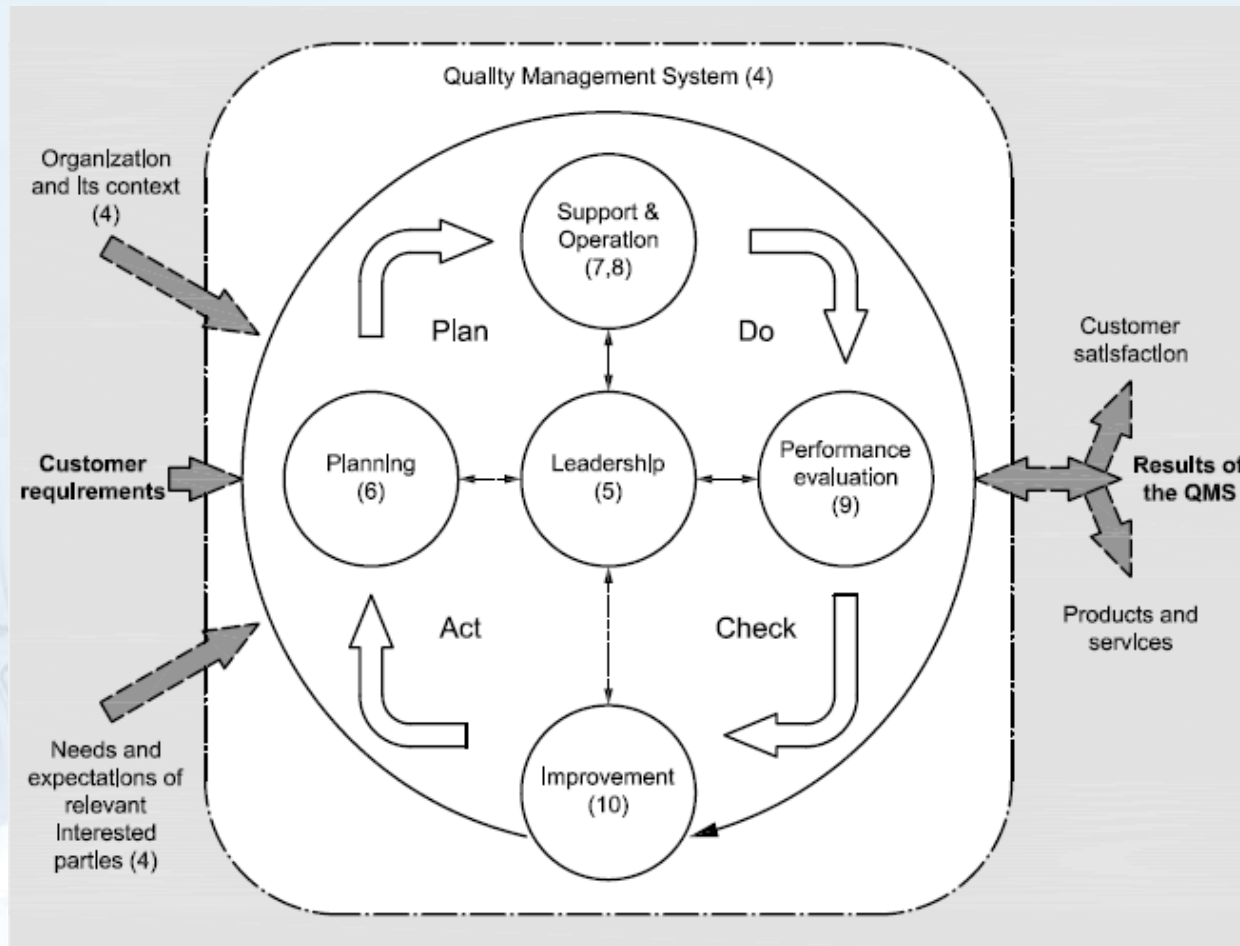 Quality Management System (4)
Organization
and its context
(4)
Support &
Operation
(7,8)
Plan
Do
Customer
satisfaction
Customer
requirements
Planning
(6)
Leadership
(5)
Performance
evaluation
(9)
Results of
the QMS
Act
Check
Products and
services
Needs and
expectations of
relevant
interested
parties (4)
Improvement
(10)